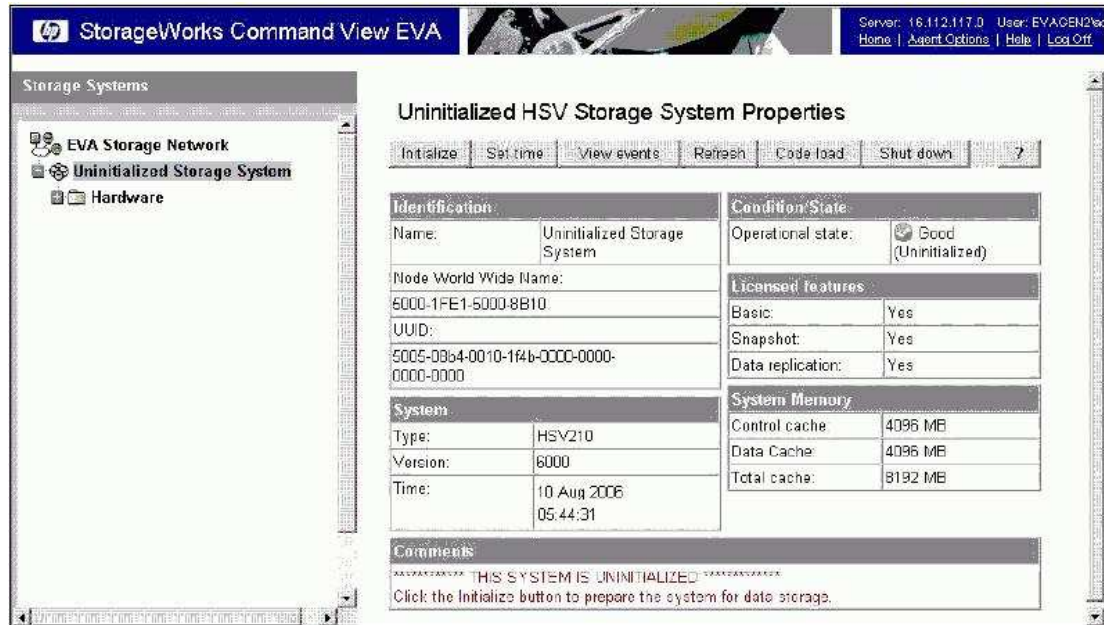 hp StorageWorks Command View EVA
Server: 16.112.117.0 User: EVAGEN2\
Home | Agent Options | Help | Log Off
Storage Systems
EVA Storage Network
Uninitialized Storage System
Hardware
Uninitialized HSV Storage System Properties
Initialize Set time View events Refresh Code load Shut down ?
Identification
Name: Uninitialized Storage
System
Node World Wide Name:
5000-1FE1-5000-8B10
UUID:
5005-08b4-0010-1f4b-0000-0000-
0000-0000
System
Type: HSV210
Version: 6000
Time: 10 Aug 2006
05:44:31
Condition/State
Operational state: Good
(Uninitialized)
Licensed features
Basic: Yes
Snapshot: Yes
Data replication: Yes
System Memory
Control cache: 4096 MB
Data Cache: 4096 MB
Total cache: 8192 MB
Comments
************ THIS SYSTEM IS UNINITIALIZED *************
Click the Initialize button to prepare the system for data storage.